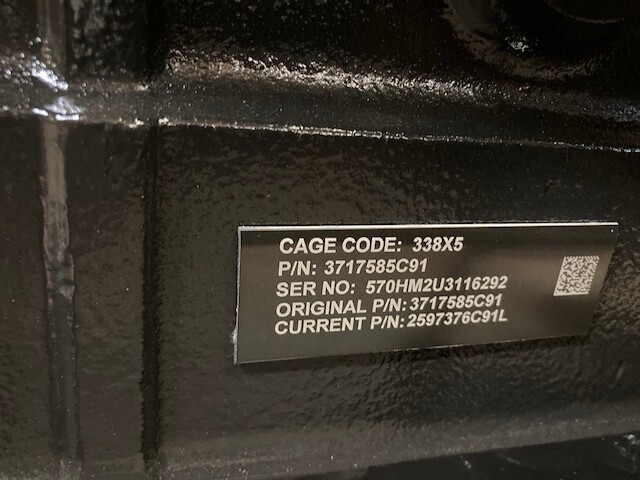 CAGE CODE: 338X5
P/N: 3717585C91
SER NO: 570HM2U3116292
ORIGINAL P/N: 3717585C91
CURRENT P/N: 2597376C91L